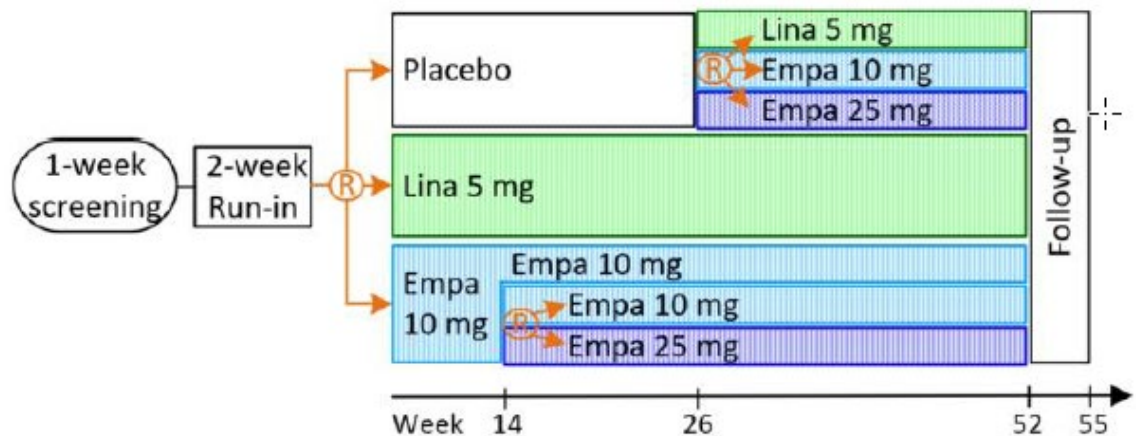 1-week
screening
2-week
Run-in
R
Placebo
R
Lina 5 mg
Empa 10 mg
Empa 25 mg
Lina 5 mg
Empa
10 mg
Empa 10 mg
R
Empa 10 mg
Empa 25 mg
Follow-up
Week 14 26 52 55